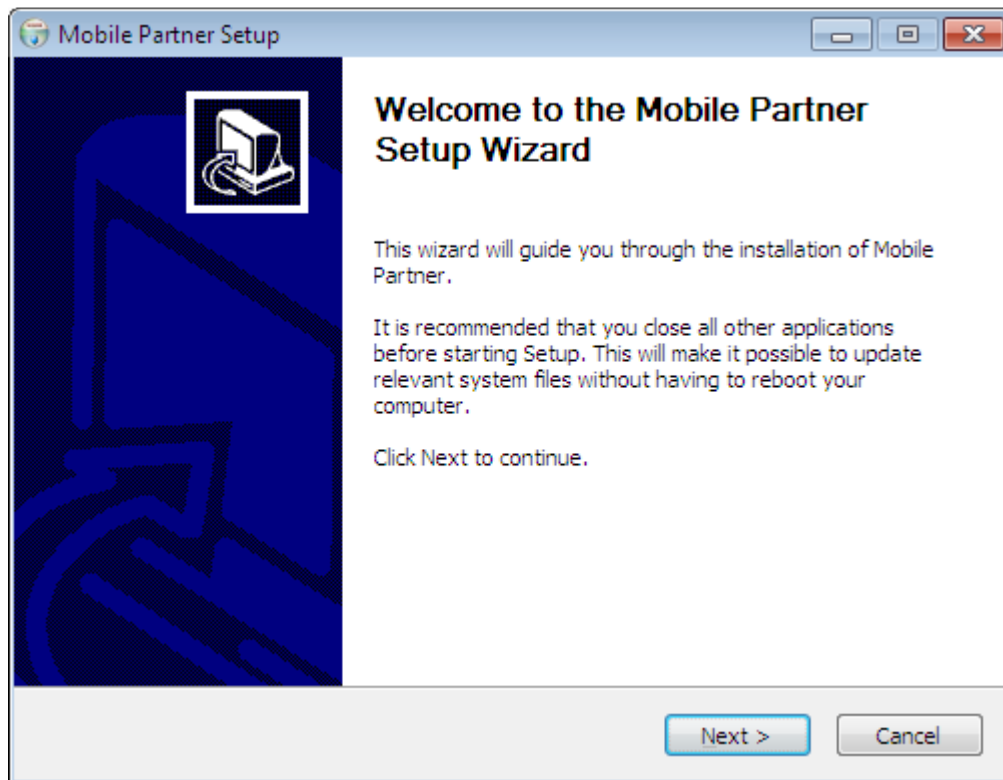 Mobile Partner Setup
Welcome to the Mobile Partner
Setup Wizard
This wizard will guide you through the installation of Mobile
Partner.
It is recommended that you close all other applications
before starting Setup. This will make it possible to update
relevant system files without having to reboot your
computer.
Click Next to continue.
Next >
Cancel